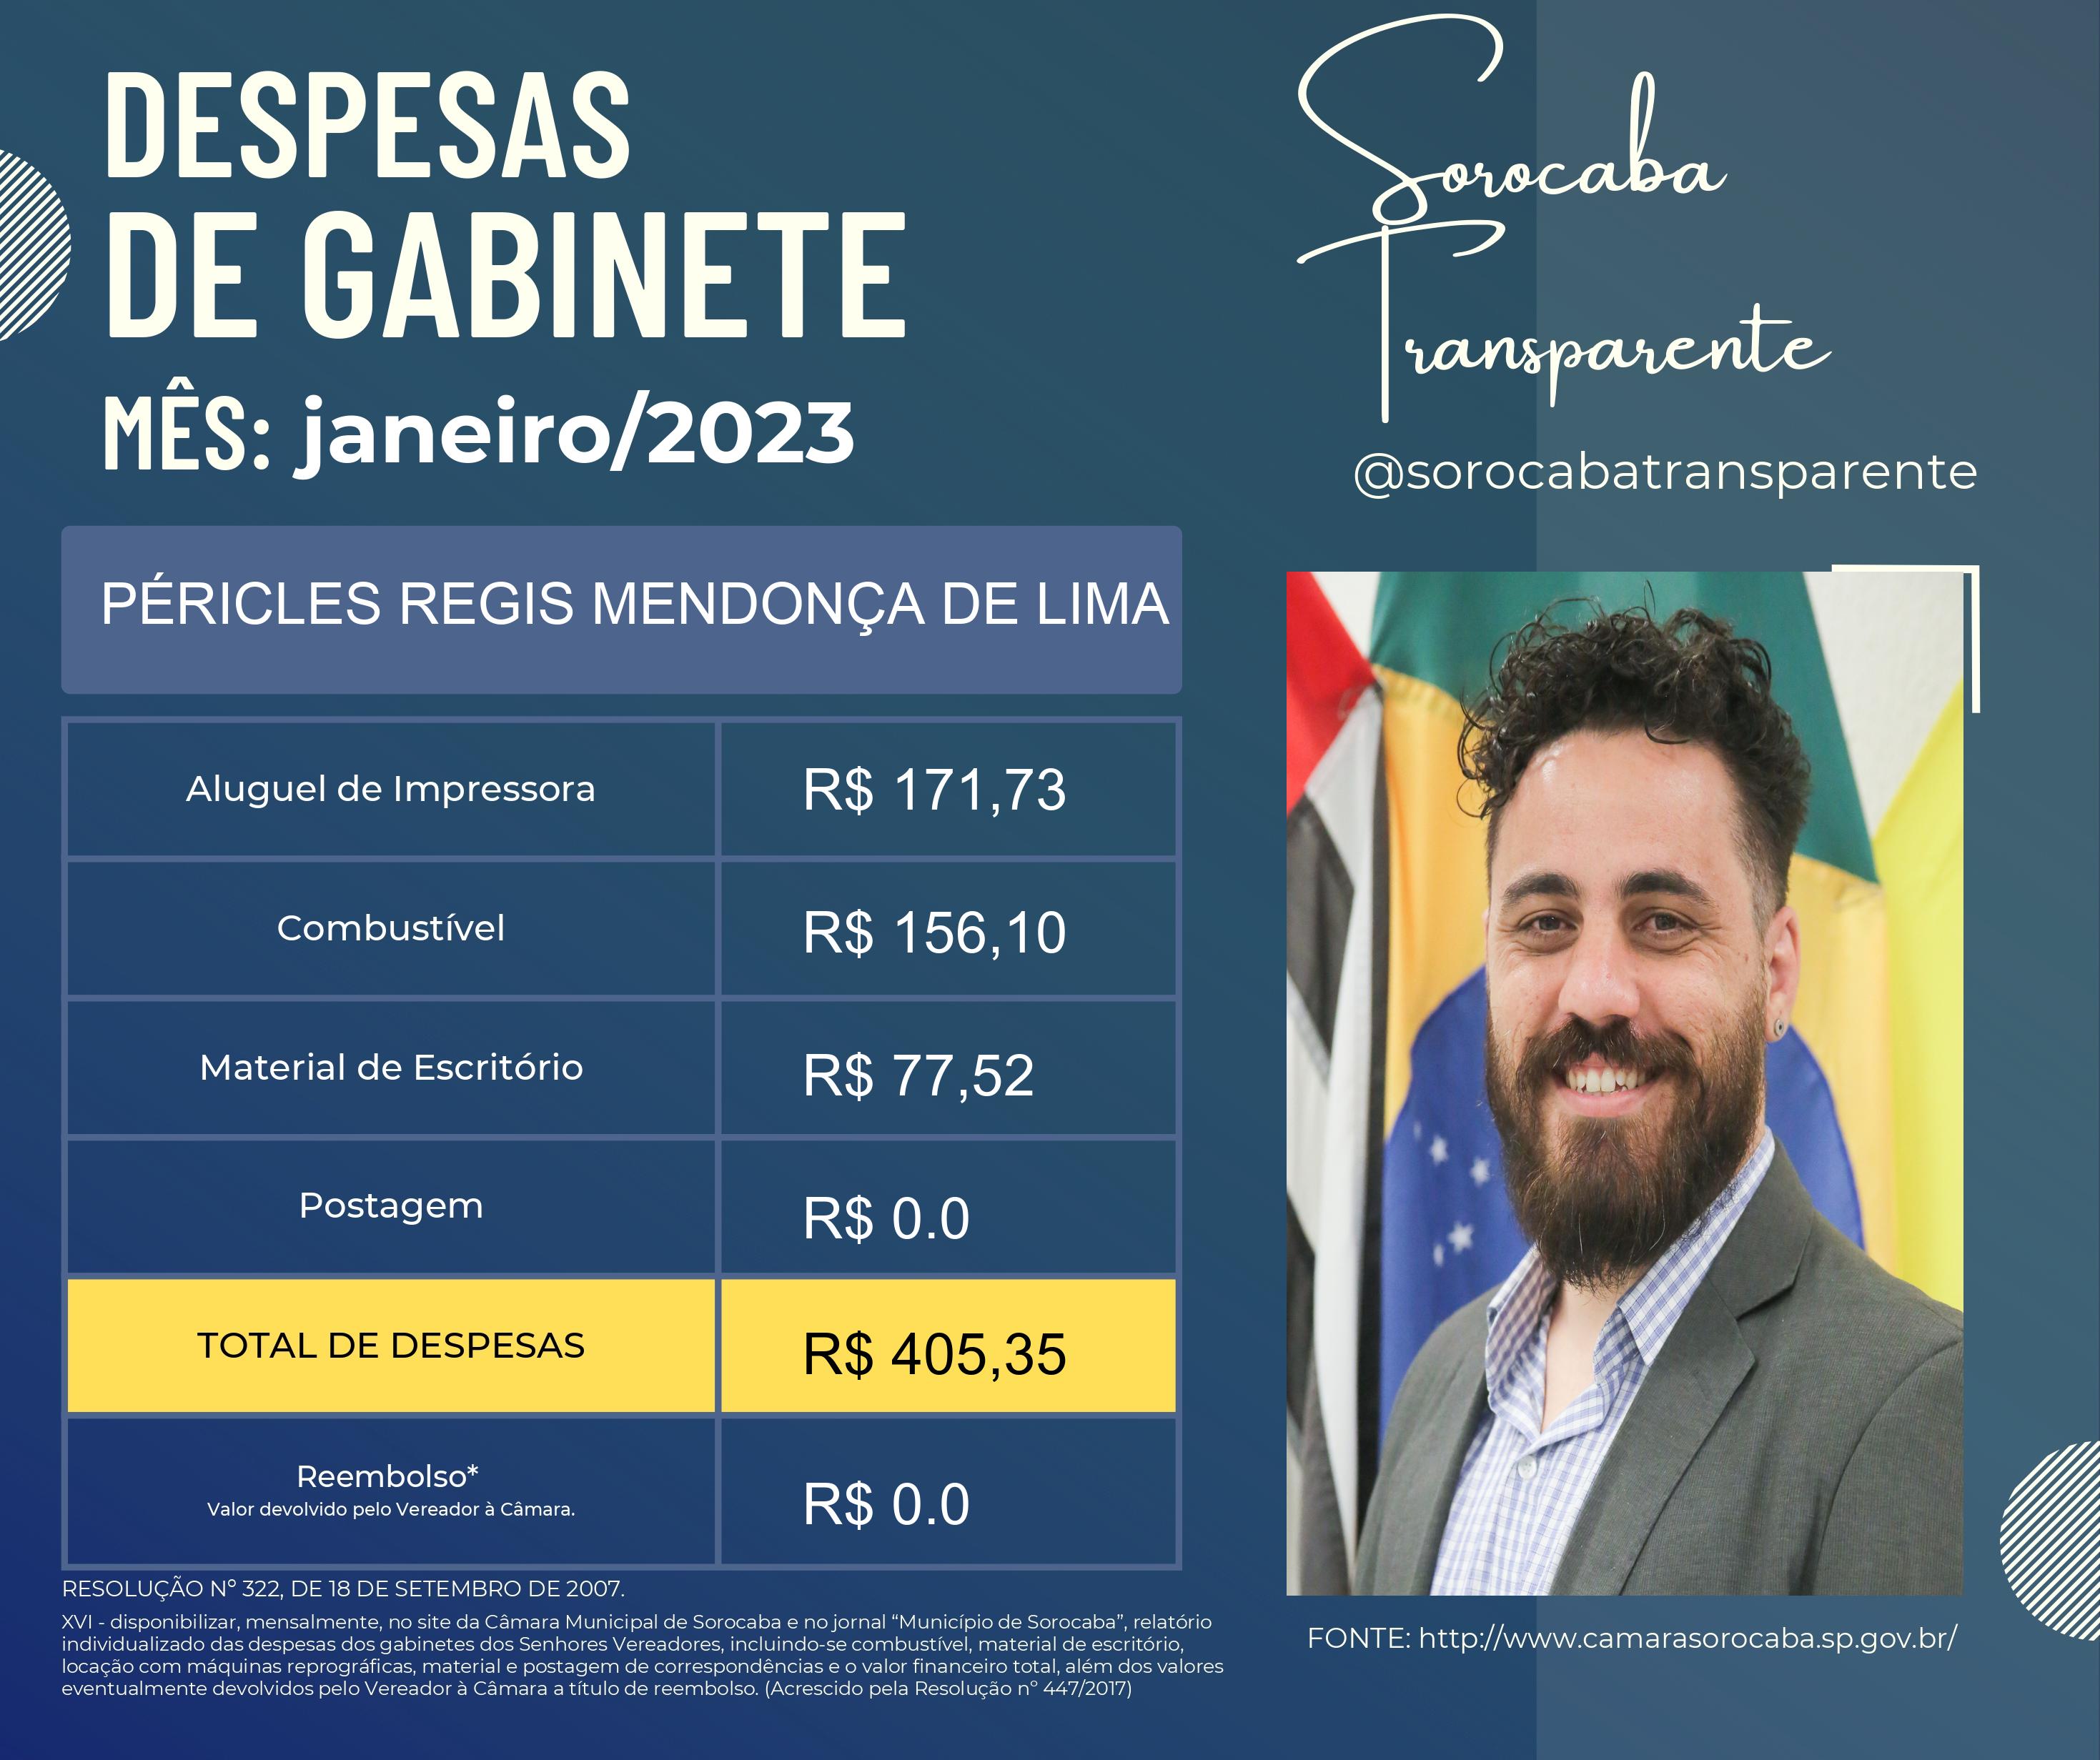 DESPESAS
DE GABINETE
MÊS: janeiro/2023
Sorocaba
Transparente
@sorocabatransparente
PÉRICLES REGIS MENDONÇA DE LIMA
Aluguel de Impressora R$ 171,73
Combustível R$ 156,10
Material de Escritório R$ 77,52
Postagem R$ 0.0
TOTAL DE DESPESAS R$ 405,35
Reembolso* R$ 0.0
Valor devolvido pelo Vereador à Câmara.
RESOLUÇÃO Nº 322, DE 18 DE SETEMBRO DE 2007.
XVI - disponibilizar, mensalmente, no site da Câmara Municipal de Sorocaba e no jornal “Município de Sorocaba”, relatório
individualizado das despesas dos gabinetes dos Senhores Vereadores, incluindo-se combustível, material de escritório,
locação com máquinas reprográficas, material e postagem de correspondências e o valor financeiro total, além dos valores
eventualmente devolvidos pelo Vereador à Câmara a título de reembolso. (Acrescido pela Resolução nº 447/2017)
FONTE: http://www.camarasorocaba.sp.gov.br/